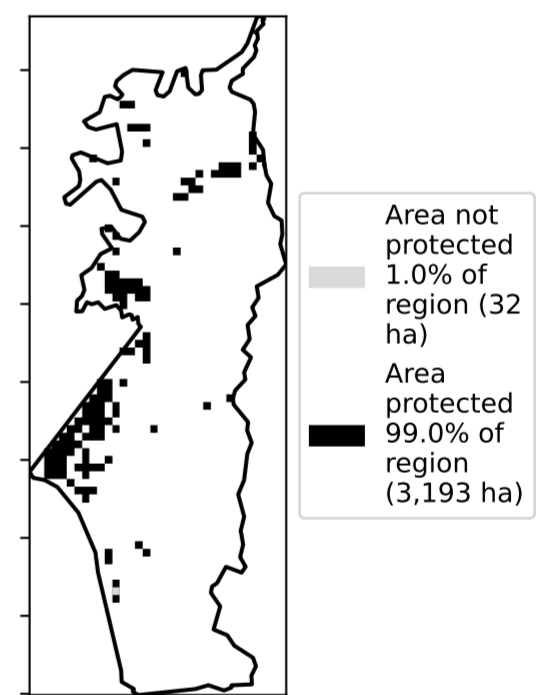 Area not
protected
1.0% of
region (32
ha)
Area
protected
99.0% of
region
(3,193 ha)